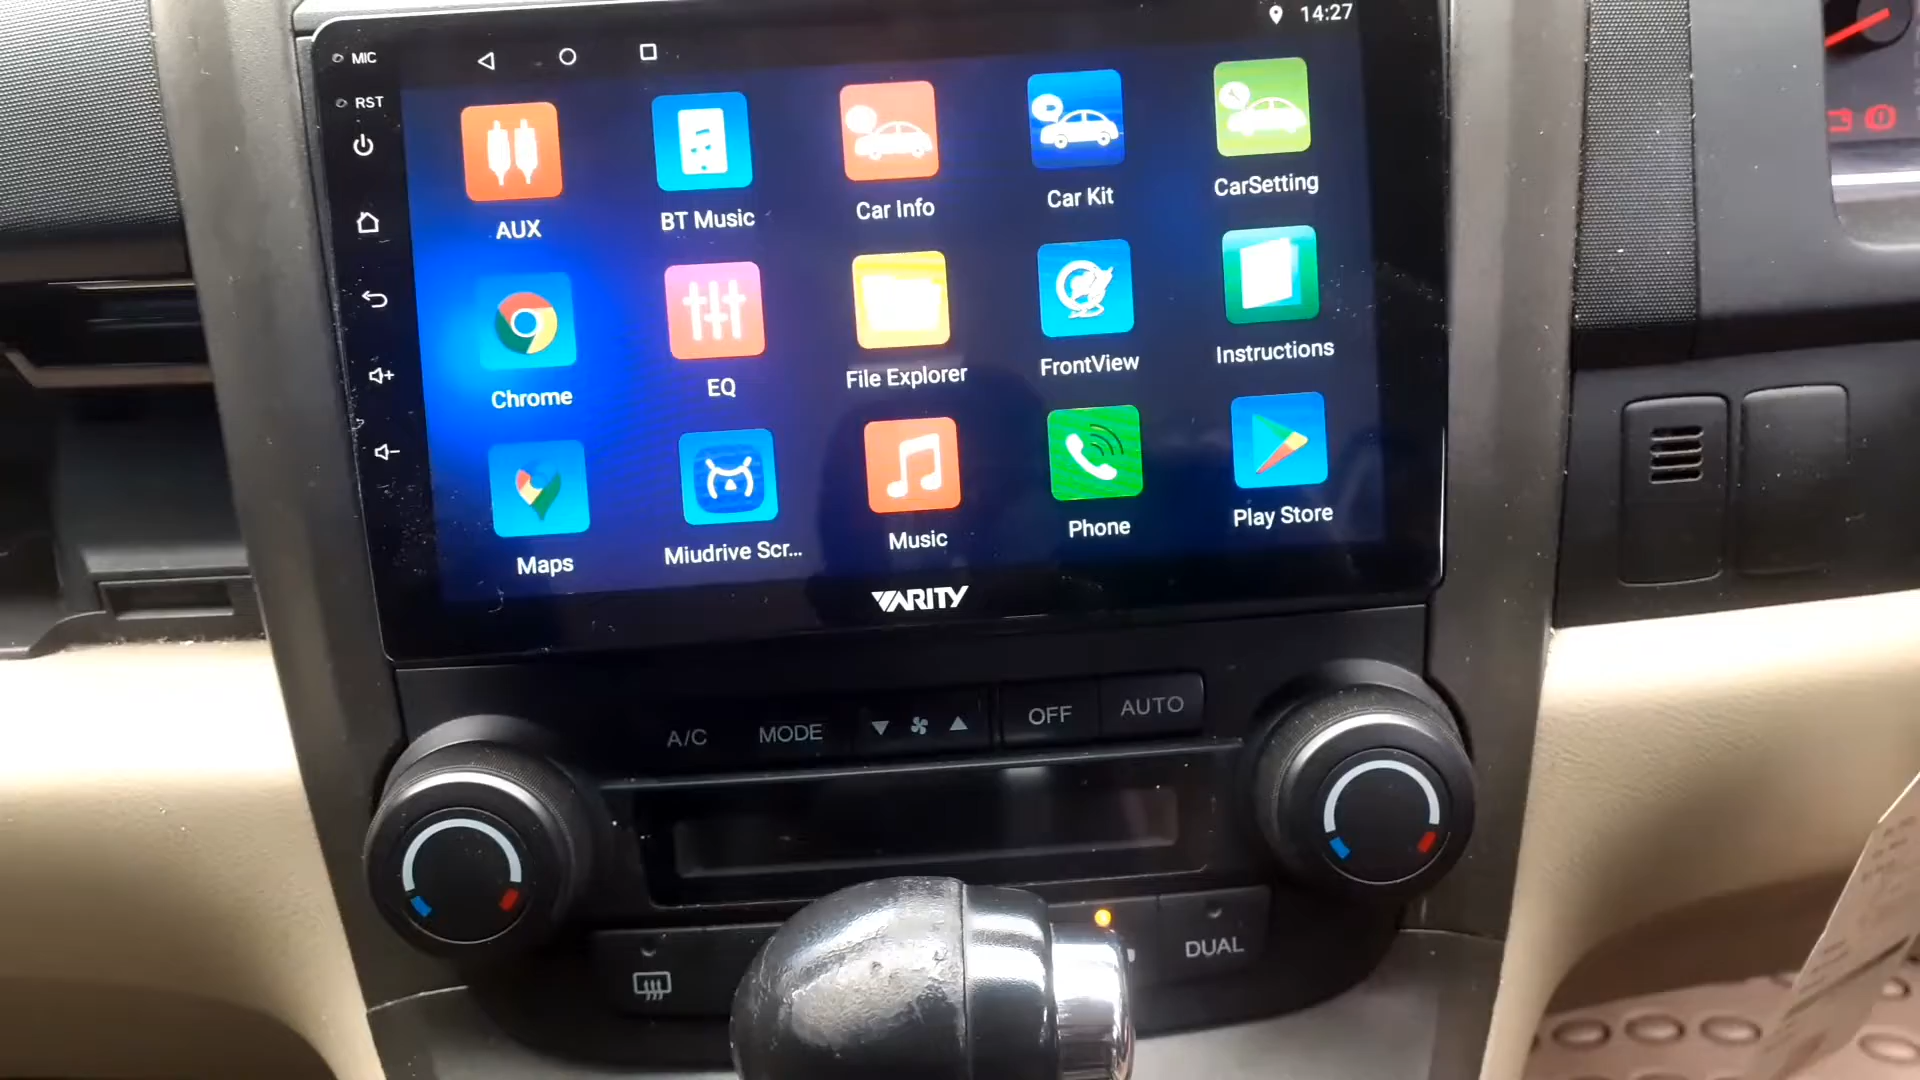 14:27
MIC
RST
AUX
BT Music
Car Info
Car Kit
CarSetting
Chrome
EQ
File Explorer
FrontView
Instructions
Maps
Miudrive Scr...
Music
Phone
Play Store
VARITY
A/C
MODE
OFF
AUTO
DUAL